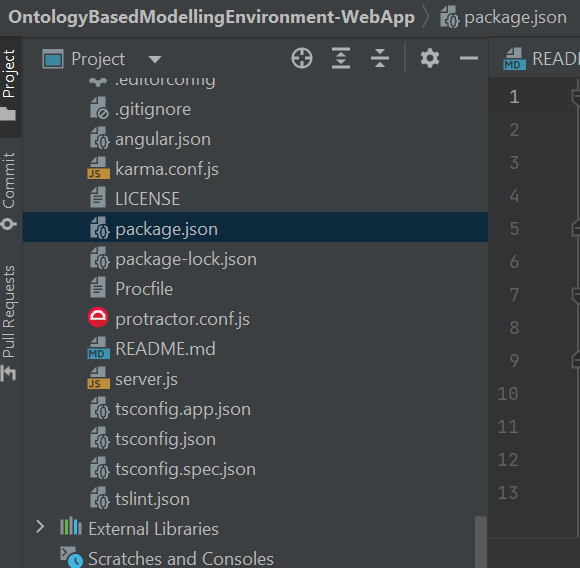 OntologyBasedModellingEnvironment-WebApp
package.json
Project
Project
Commit
Pull Requests
.editorconfig
.gitignore
angular.json
karma.conf.js
LICENSE
package.json
package-lock.json
Procfile
protractor.conf.js
README.md
server.js
tsconfig.app.json
tsconfig.json
tsconfig.spec.json
tslint.json
External Libraries
Scratches and Consoles
READ
1
2
3
4
5
6
7
8
9
10
11
12
13